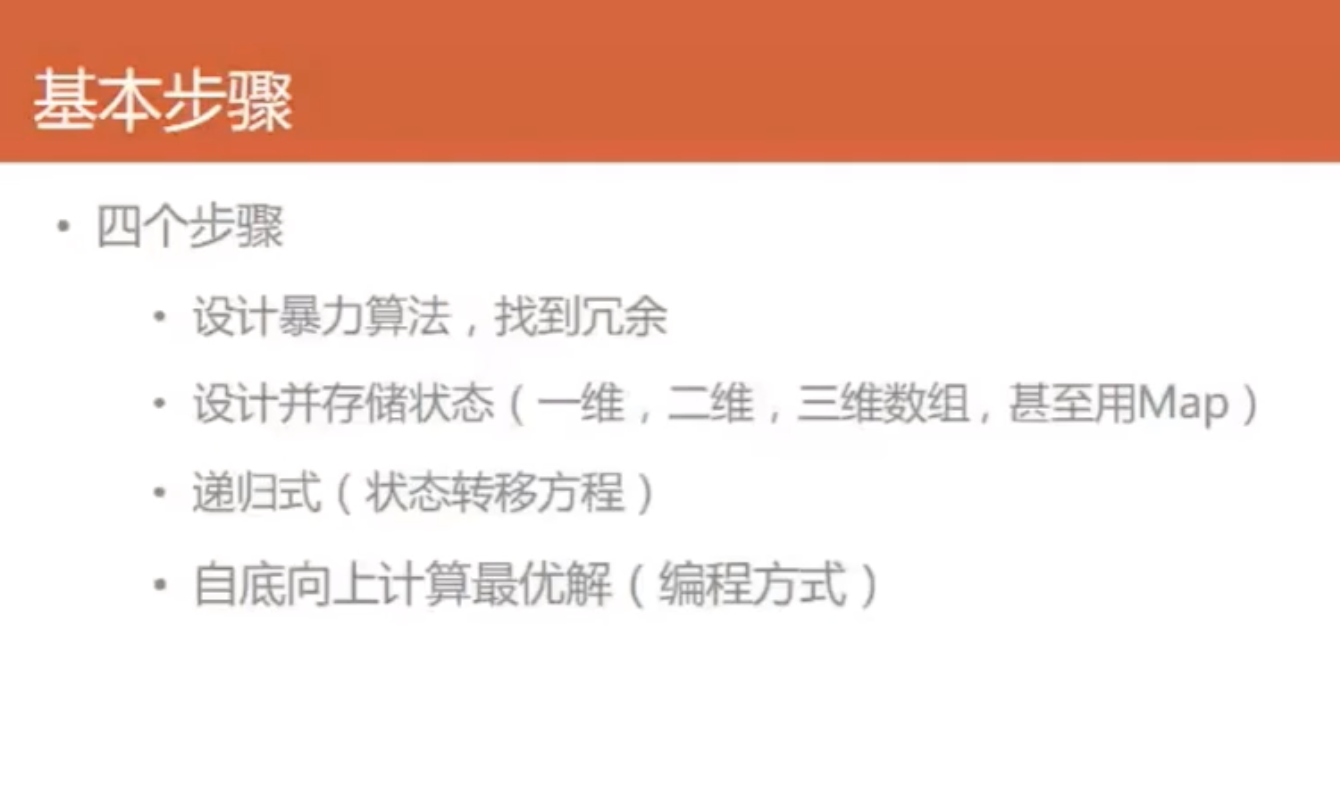 基本步骤
• 四个步骤
• 设计暴力算法，找到冗余
• 设计并存储状态（一维，二维，三维数组，甚至用Map）
• 递归式（状态转移方程）
• 自底向上计算最优解（编程方式）